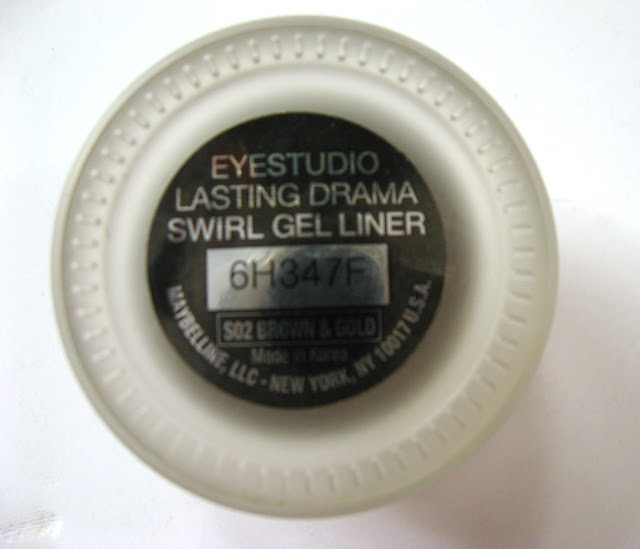 EYESTUDIO
LASTING DRAMA
SWIRL GEL LINER
6H347F
S02 BROWN & GOLD
Made in Korea
MAYBELLINE, LLC - NEW YORK, NY 10017 U.S.A.